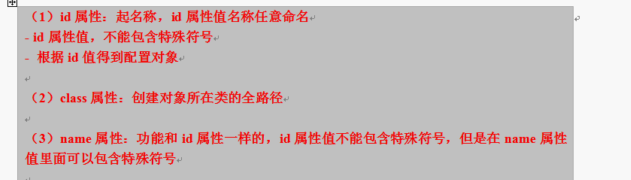 （1）id 属性：起名称，id 属性值名称任意命名
- id 属性值，不能包含特殊符号
- 根据 id 值得到配置对象
（2）class 属性：创建对象所在类的全路径
（3）name 属性：功能和 id 属性一样的，id 属性值不能包含特殊符号，但是在 name 属性
值里面可以包含特殊符号